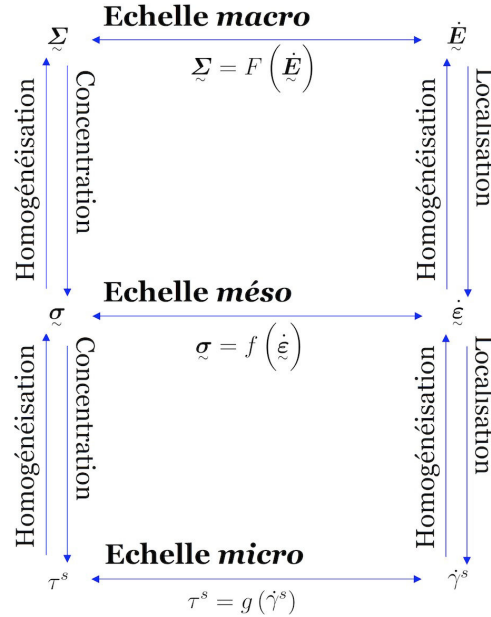 Echelle macro
Σ Ė
Σ = F (Ė)
Homogénéisation Concentration Homogénéisation Localisation
Echelle méso
σ ε̇
σ = f (ε̇)
Homogénéisation Concentration Homogénéisation Localisation
Echelle micro
τˢ γ̇ˢ
τˢ = g (γ̇ˢ)